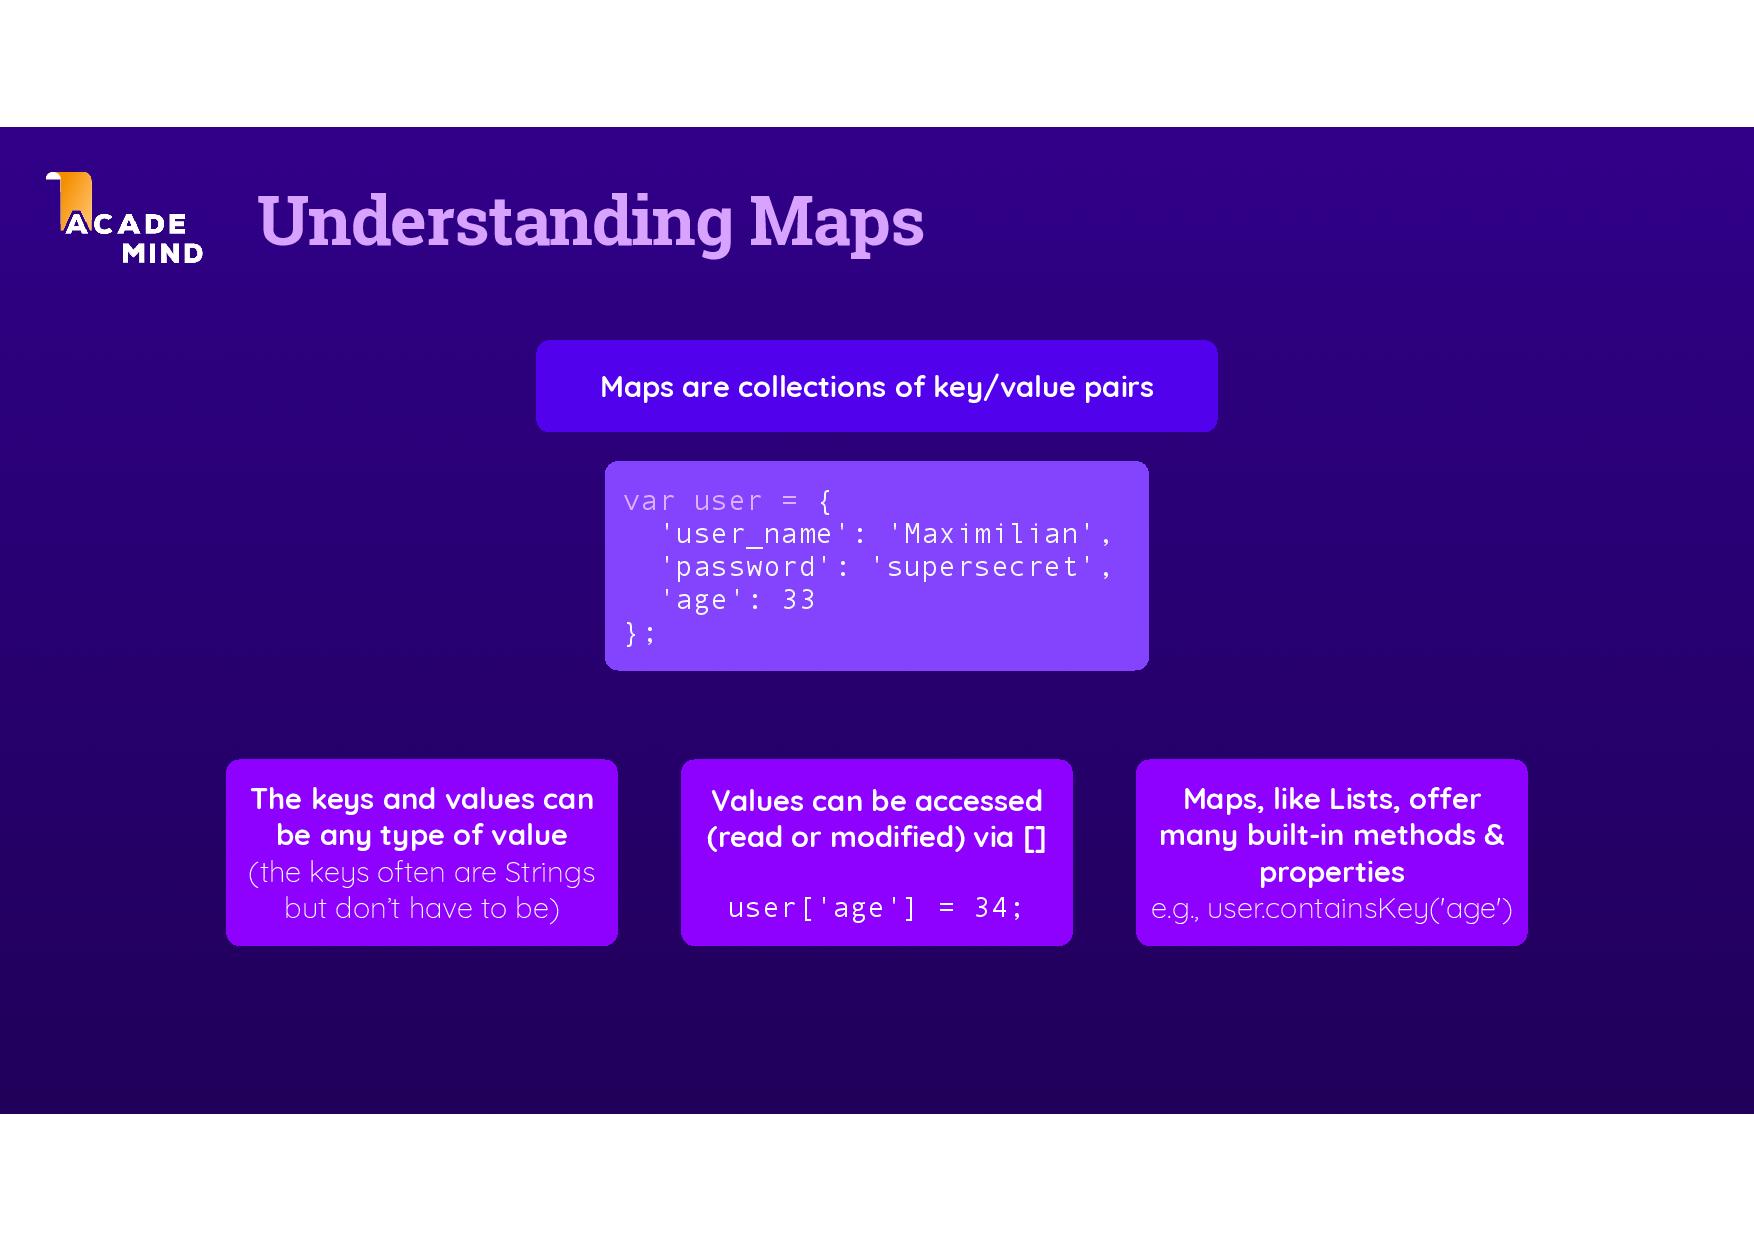 ACADE
MIND
Understanding Maps
Maps are collections of key/value pairs
var user = {
  'user_name': 'Maximilian',
  'password': 'supersecret',
  'age': 33
};
The keys and values can
be any type of value
(the keys often are Strings
but don’t have to be)
Values can be accessed
(read or modified) via []
user['age'] = 34;
Maps, like Lists, offer
many built-in methods &
properties
e.g., user.containsKey('age')